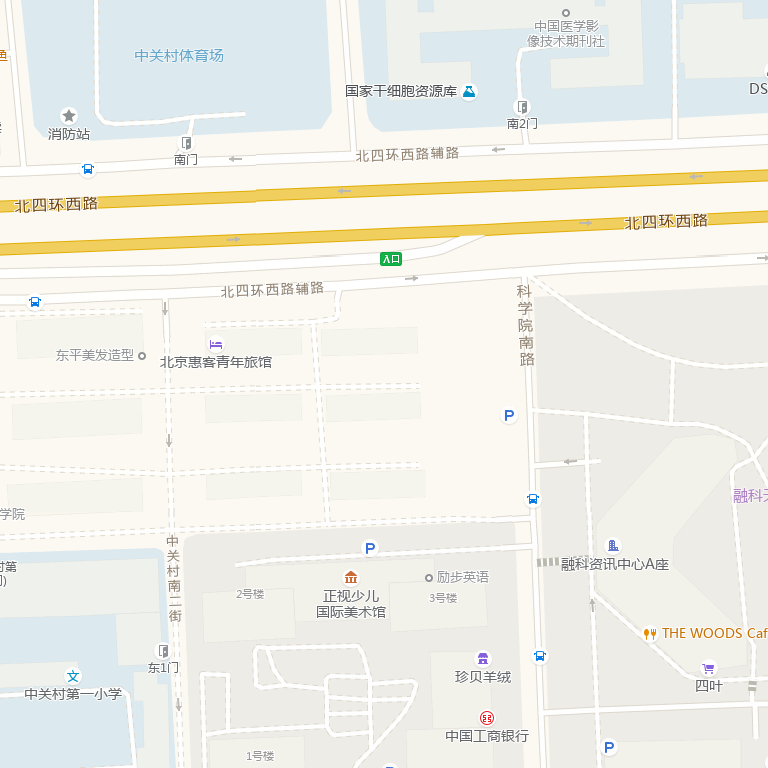 中国医学影
像技术期刊社
中关村体育场
国家干细胞资源库
DS
南2门
消防站
南门
北四环西路辅路
北四环西路
北四环西路
入口
北四环西路辅路
科学院南路
东平美发造型
北京惠客青年旅馆
P
融科天
学院
中关村南二街
P
融科资讯中心A座
村第
励步英语
正视少儿
国际美术馆
2号楼
3号楼
THE WOODS Caf
东1门
珍贝羊绒
四叶
中关村第一小学
中国工商银行
P
1号楼